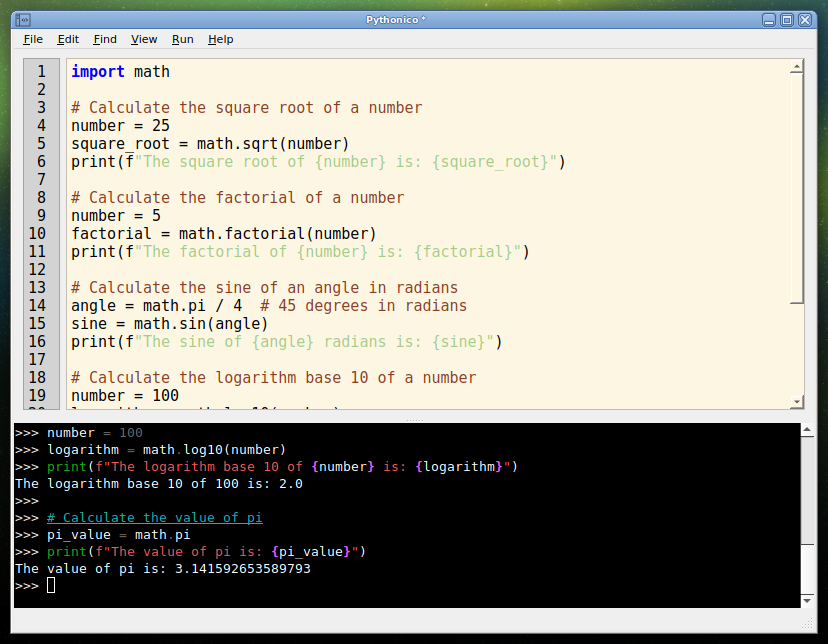 Pythonico *
File Edit Find View Run Help
1 import math
2
3 # Calculate the square root of a number
4 number = 25
5 square_root = math.sqrt(number)
6 print(f"The square root of {number} is: {square_root}")
7
8 # Calculate the factorial of a number
9 number = 5
10 factorial = math.factorial(number)
11 print(f"The factorial of {number} is: {factorial}")
12
13 # Calculate the sine of an angle in radians
14 angle = math.pi / 4  # 45 degrees in radians
15 sine = math.sin(angle)
16 print(f"The sine of {angle} radians is: {sine}")
17
18 # Calculate the logarithm base 10 of a number
19 number = 100
>>> number = 100
>>> logarithm = math.log10(number)
>>> print(f"The logarithm base 10 of {number} is: {logarithm}")
The logarithm base 10 of 100 is: 2.0
>>>
>>> # Calculate the value of pi
>>> pi_value = math.pi
>>> print(f"The value of pi is: {pi_value}")
The value of pi is: 3.141592653589793
>>>